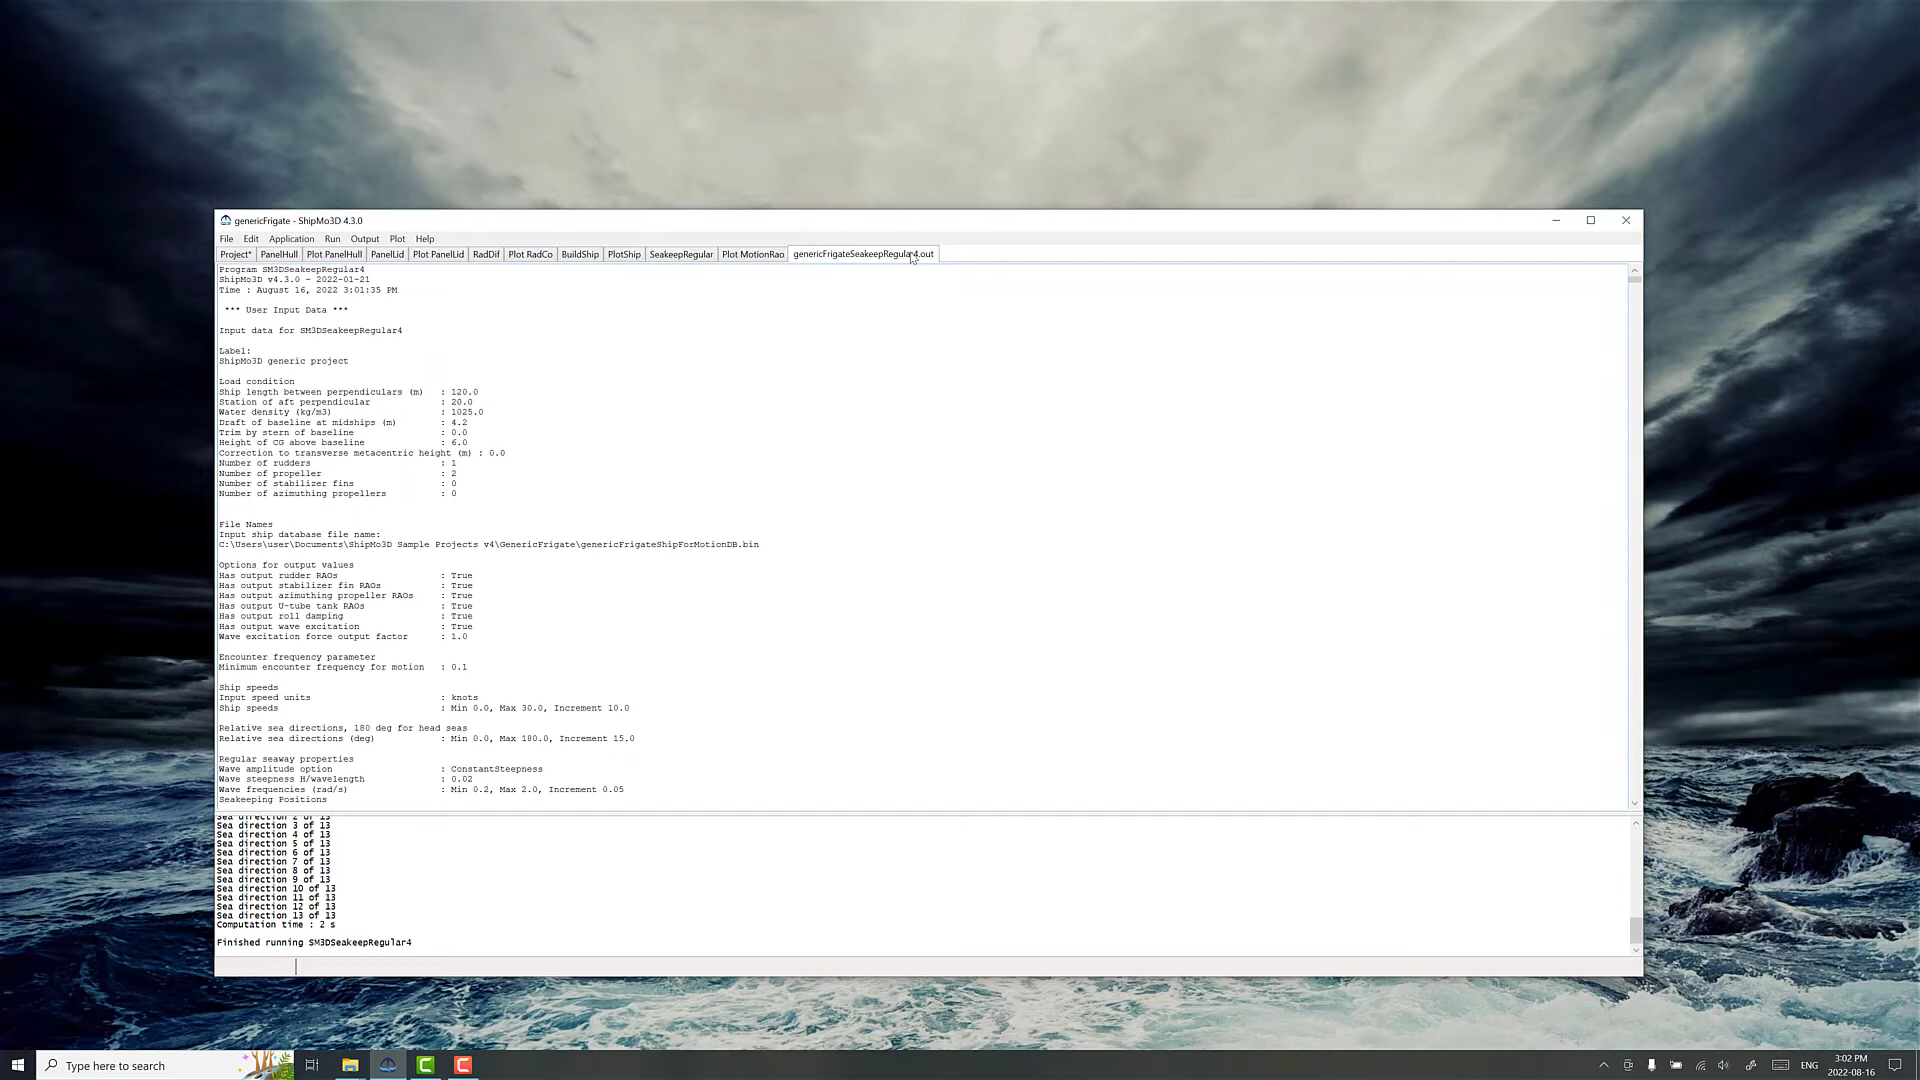 genericFrigate - ShipMo3D 4.3.0
File Edit Application Run Output Plot Help
Project* PanelHull Plot PanelHull PanelLid Plot PanelLid RadDif Plot RadCo BuildShip PlotShip SeakeepRegular Plot MotionRao genericFrigateSeakeepRegular4.out
Program SM3DSeakeepRegular4
ShipMo3D v4.3.0 - 2022-01-21
Time : August 16, 2022 3:01:35 PM
*** User Input Data ***
Input data for SM3DSeakeepRegular4
Label:
ShipMo3D generic project
Load condition
Ship length between perpendiculars (m) : 120.0
Station of aft perpendicular : 20.0
Water density (kg/m3) : 1025.0
Draft of baseline at midships (m) : 4.2
Trim by stern of baseline : 0.0
Height of CG above baseline : 6.0
Correction to transverse metacentric height (m) : 0.0
Number of rudders : 1
Number of propeller : 2
Number of stabilizer fins : 0
Number of azimuthing propellers : 0
File Names
Input ship database file name:
C:\Users\user\Documents\ShipMo3D Sample Projects v4\GenericFrigate\genericFrigateShipForMotionDB.bin
Options for output values
Has output rudder RAOs : True
Has output stabilizer fin RAOs : True
Has output azimuthing propeller RAOs : True
Has output U-tube tank RAOs : True
Has output roll damping : True
Has output wave excitation : True
Wave excitation force output factor : 1.0
Encounter frequency parameter
Minimum encounter frequency for motion : 0.1
Ship speeds
Input speed units : knots
Ship speeds : Min 0.0, Max 30.0, Increment 10.0
Relative sea directions, 180 deg for head seas
Relative sea directions (deg) : Min 0.0, Max 180.0, Increment 15.0
Regular seaway properties
Wave amplitude option : ConstantSteepness
Wave steepness H/wavelength : 0.02
Wave frequencies (rad/s) : Min 0.2, Max 2.0, Increment 0.05
Seakeeping Positions
Sea direction 2 of 13
Sea direction 3 of 13
Sea direction 4 of 13
Sea direction 5 of 13
Sea direction 6 of 13
Sea direction 7 of 13
Sea direction 8 of 13
Sea direction 9 of 13
Sea direction 10 of 13
Sea direction 11 of 13
Sea direction 12 of 13
Sea direction 13 of 13
Computation time : 2 s
Finished running SM3DSeakeepRegular4
Type here to search
ENG
3:02 PM
2022-08-16